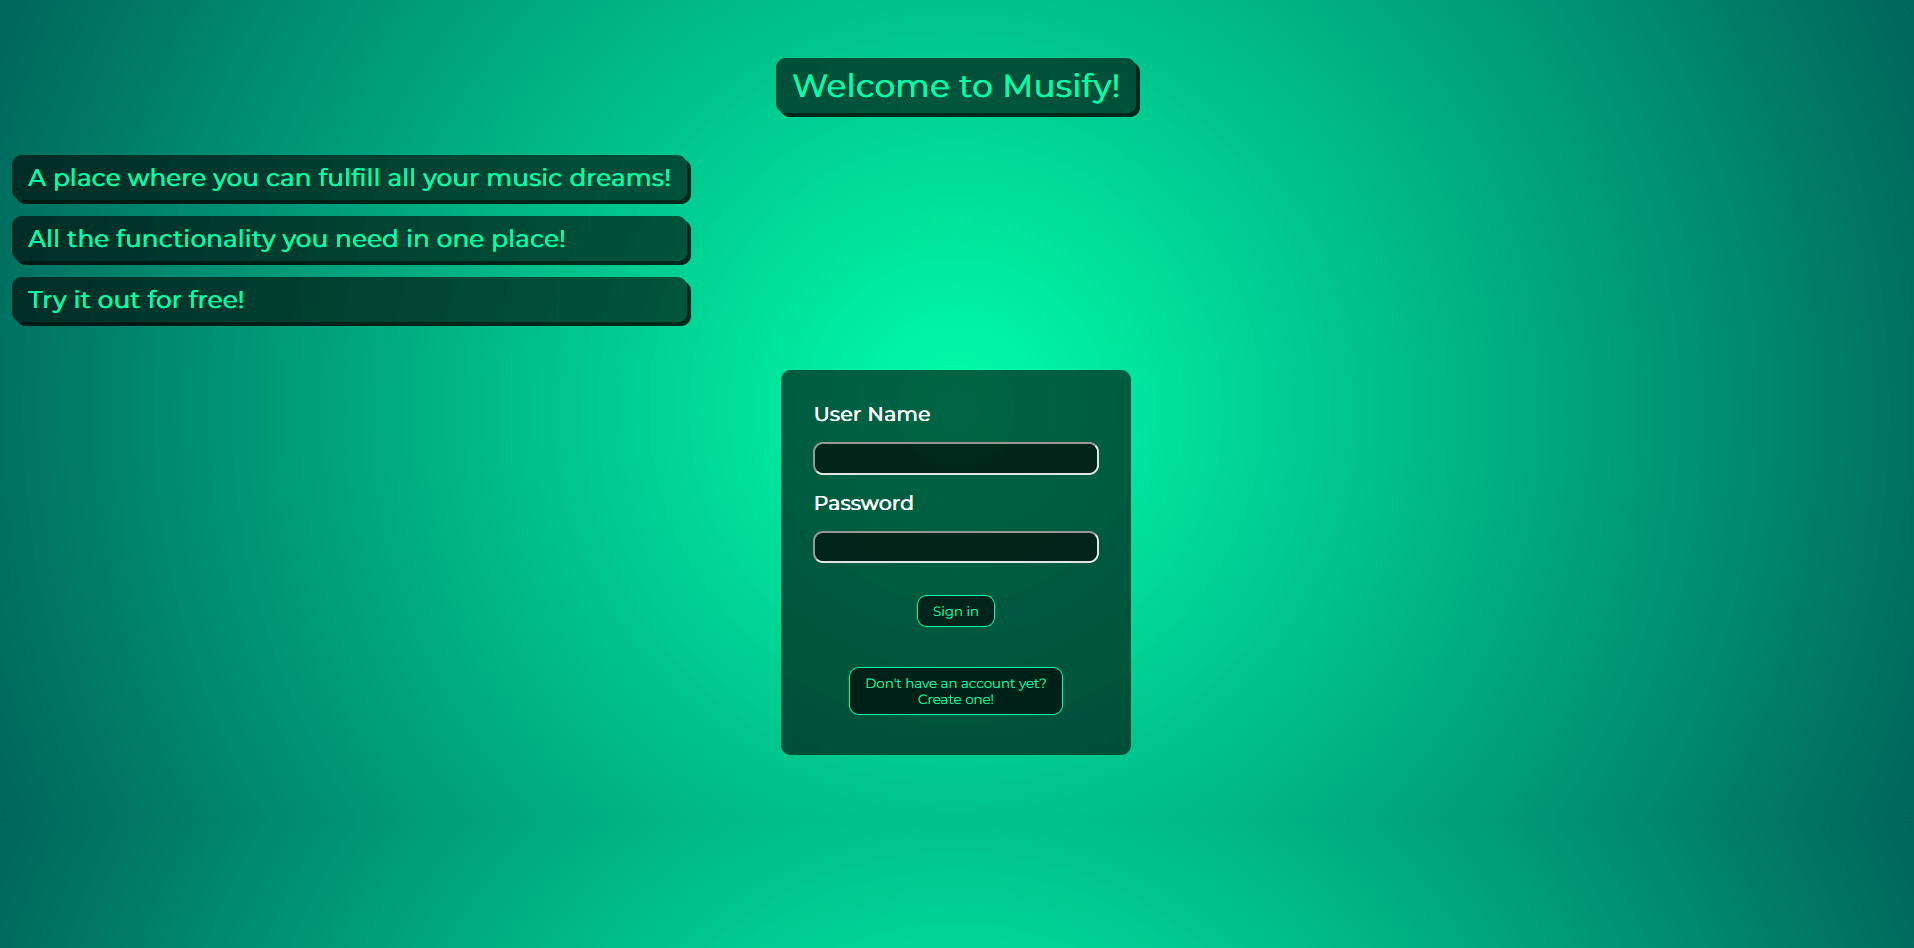 Welcome to Musify!
A place where you can fulfill all your music dreams!
All the functionality you need in one place!
Try it out for free!
User Name
Password
Sign in
Don't have an account yet?
Create one!